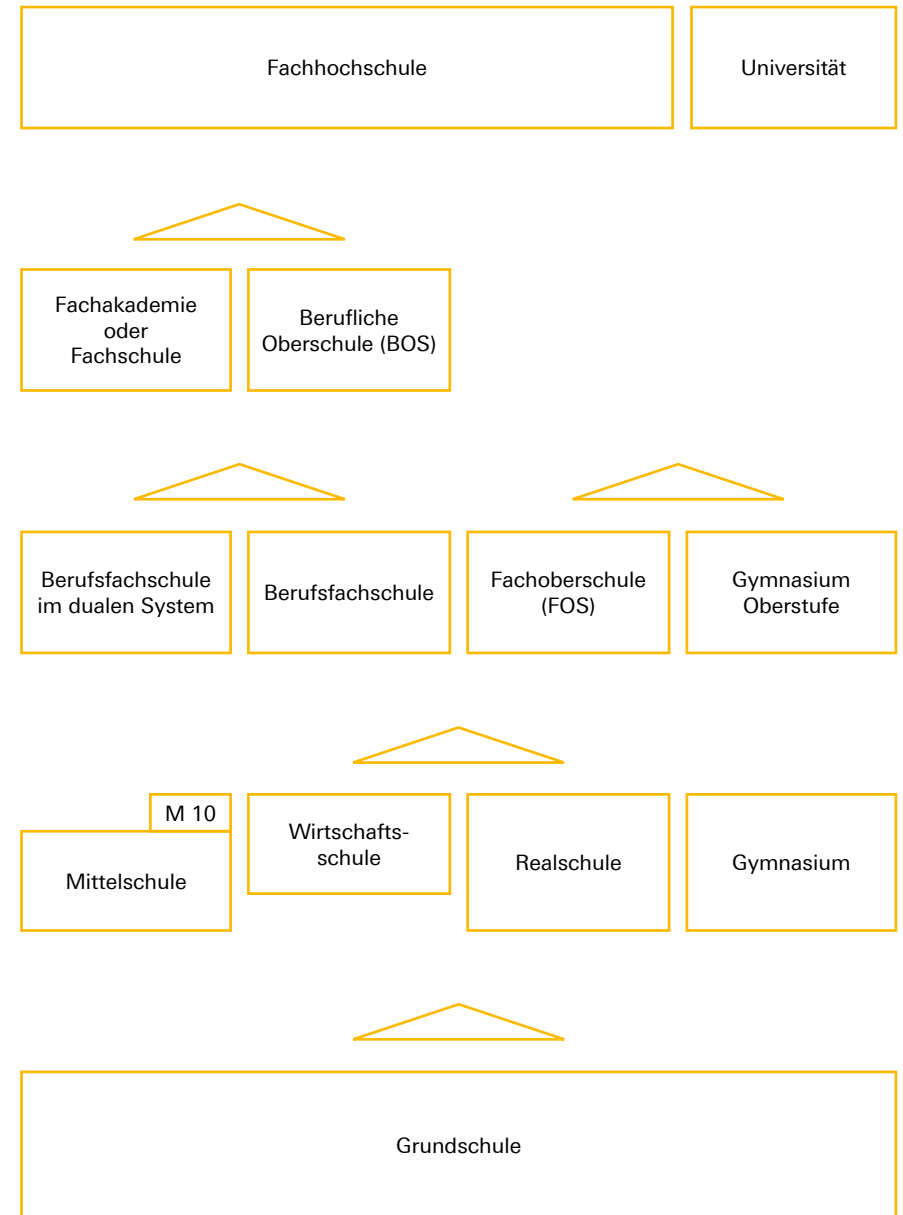 Fachhochschule
Universität
Fachakademie
oder
Fachschule
Berufliche
Oberschule (BOS)
Berufsfachschule
im dualen System
Berufsfachschule
Fachoberschule
(FOS)
Gymnasium
Oberstufe
M 10
Mittelschule
Wirtschafts-
schule
Realschule
Gymnasium
Grundschule